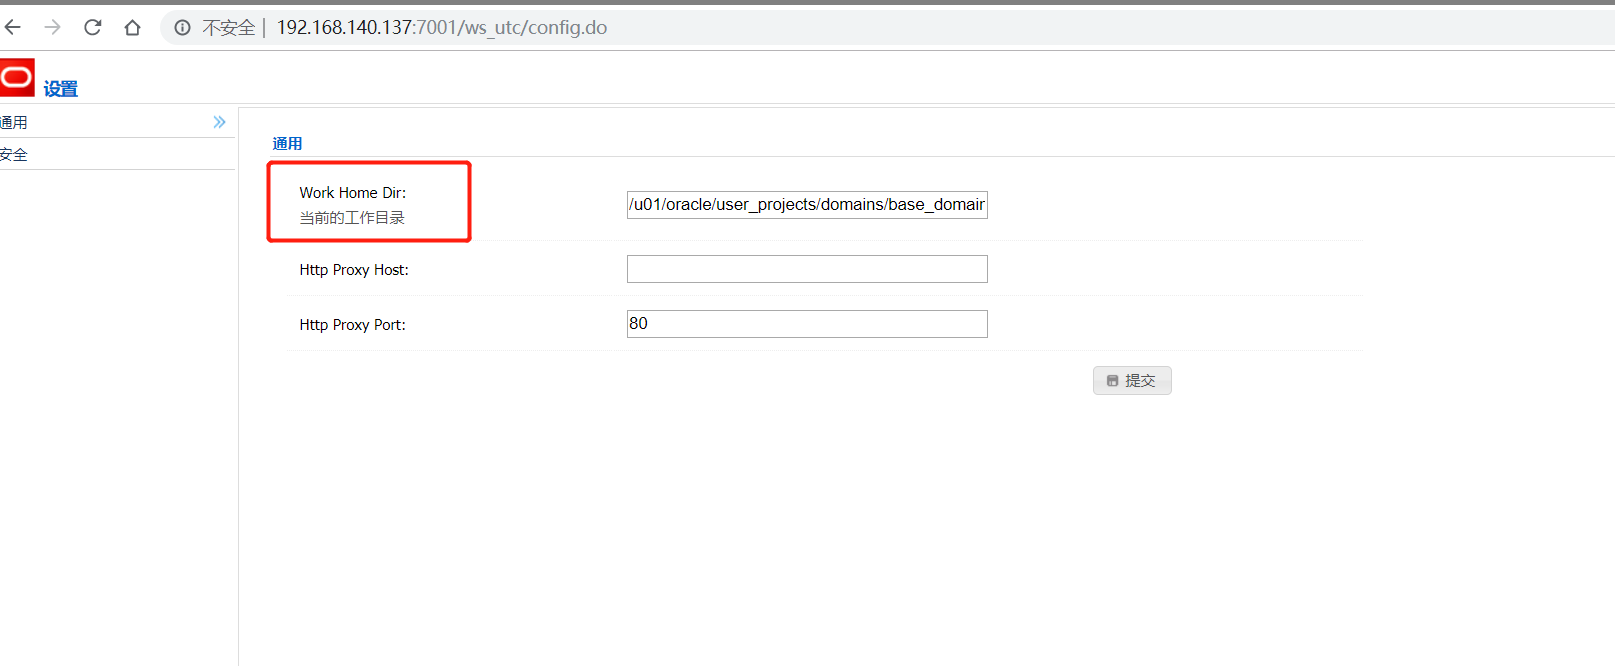 不安全 | 192.168.140.137:7001/ws_utc/config.do
设置
通用
安全
通用
Work Home Dir:
当前的工作目录
/u01/oracle/user_projects/domains/base_domain
Http Proxy Host:
Http Proxy Port:
80
提交